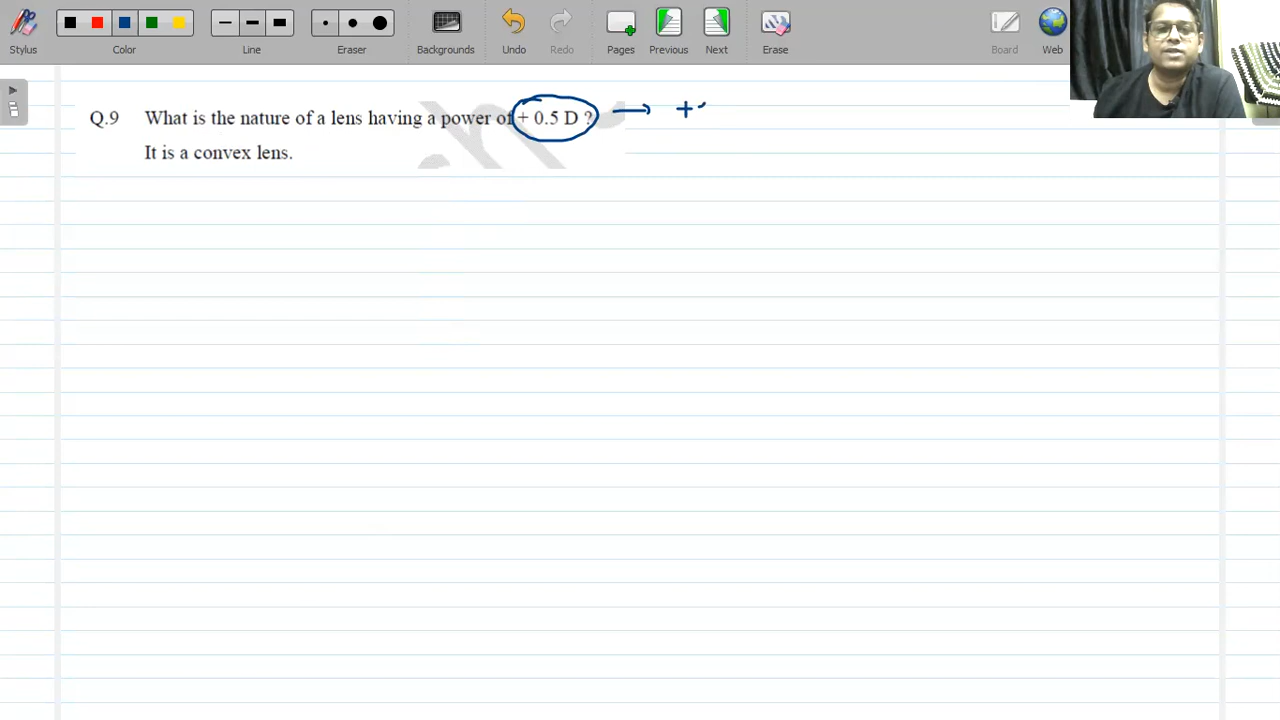 Stylus
Color
Line
Eraser
Backgrounds
Undo
Redo
Pages
Previous
Next
Erase
Board
Web
Q.9 What is the nature of a lens having a power of + 0.5 D ? → +
It is a convex lens.